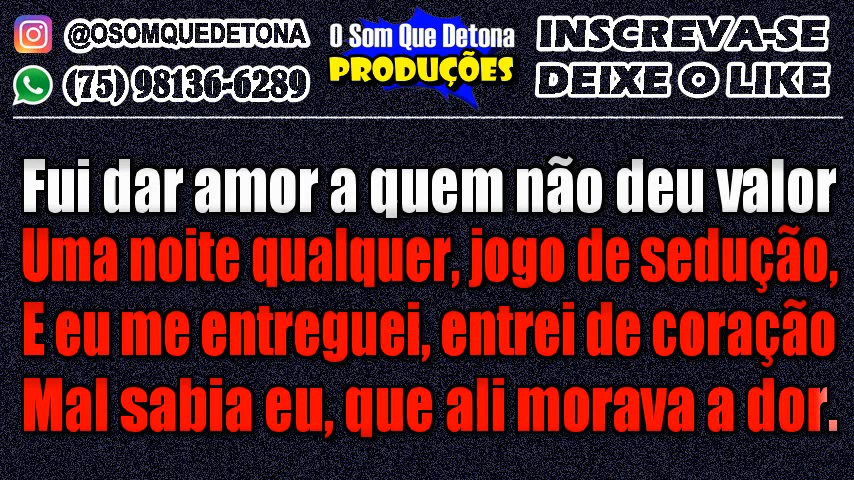 @OSOMQUEDETONA
(75) 98136-6289
O Som Que Detona
PRODUÇÕES
INSCREVA-SE
DEIXE O LIKE
Fui dar amor a quem não deu valor
Uma noite qualquer, jogo de sedução,
E eu me entreguei, entrei de coração
Mal sabia eu, que ali morava a dor.